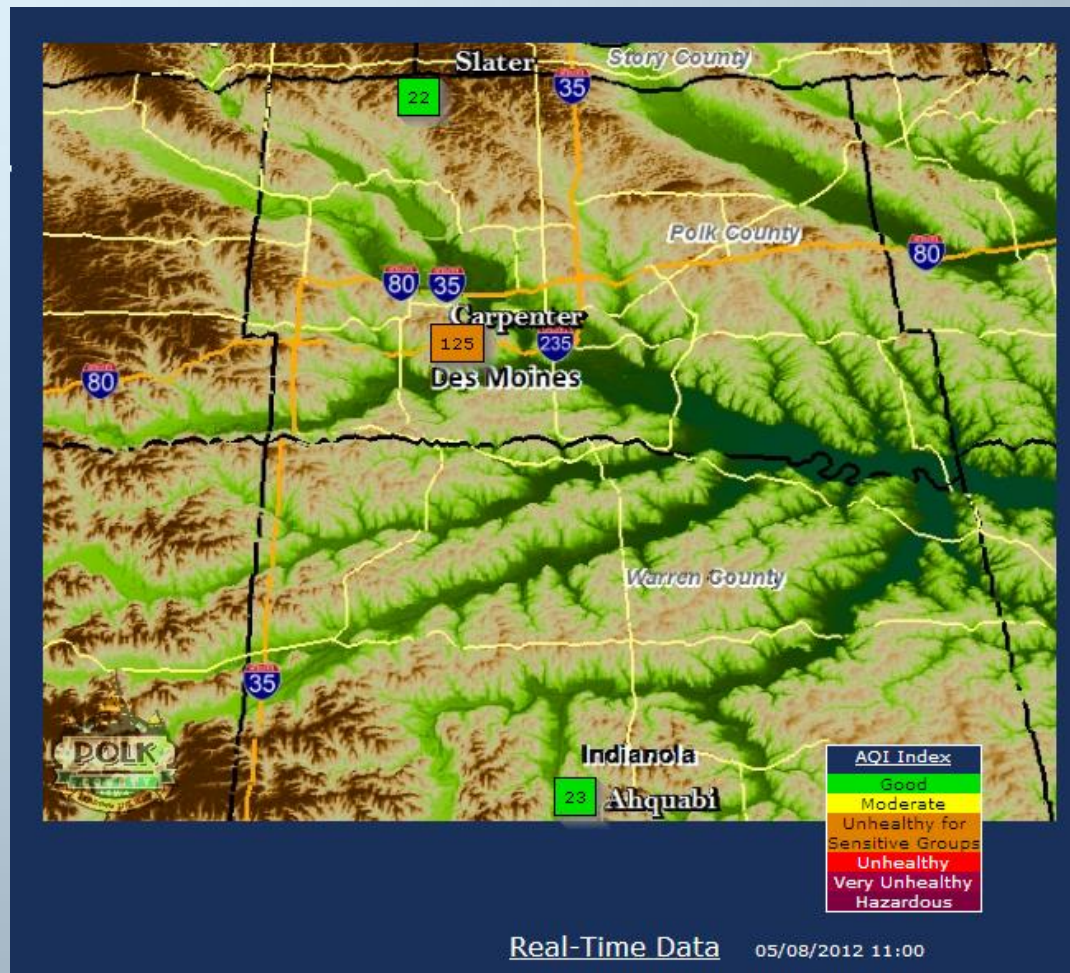 Slater
Story County
22
35
Polk County
80
80
35
Carpenter
125
235
Des Moines
80
Warren County
35
POLK
Indianola
23
Ahquabi
AQI Index
Good
Moderate
Unhealthy for
Sensitive Groups
Unhealthy
Very Unhealthy
Hazardous
Real-Time Data 05/08/2012 11:00